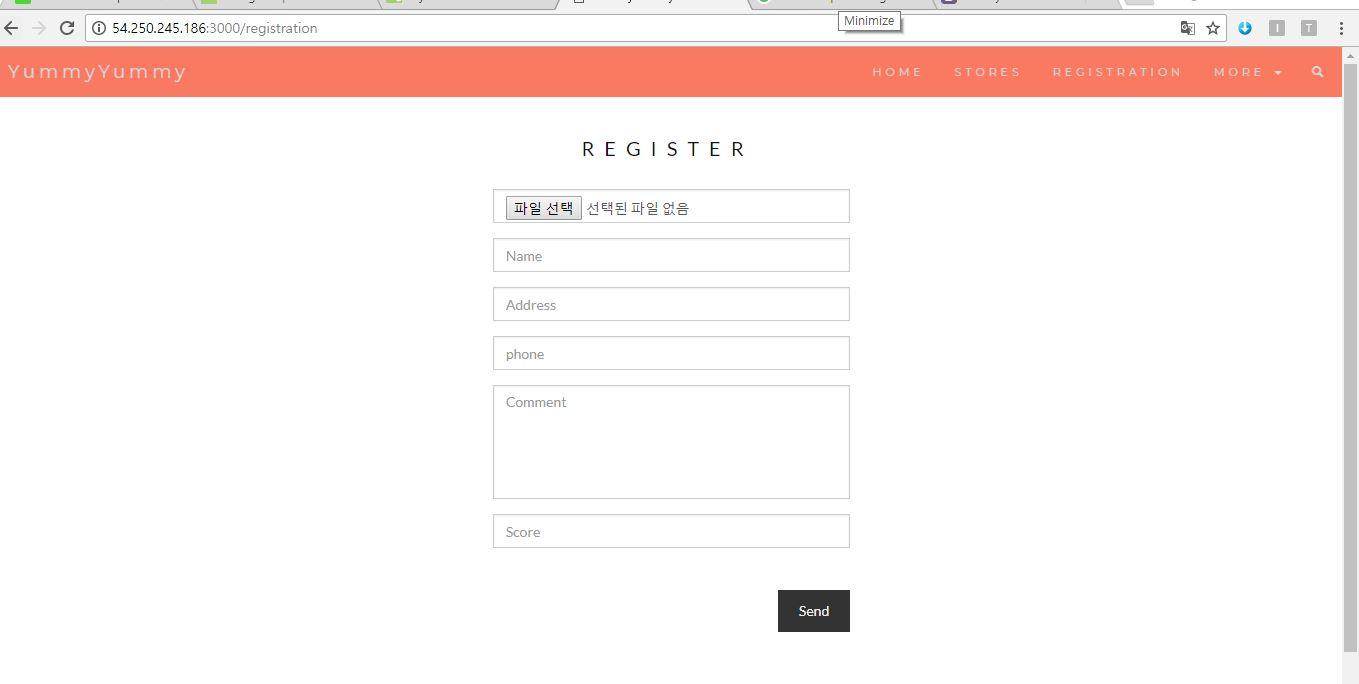 Minimize
54.250.245.186:3000/registration
YummyYummy HOME STORES REGISTRATION MORE
REGISTER
파일 선택 선택된 파일 없음
Name
Address
phone
Comment
Score
Send